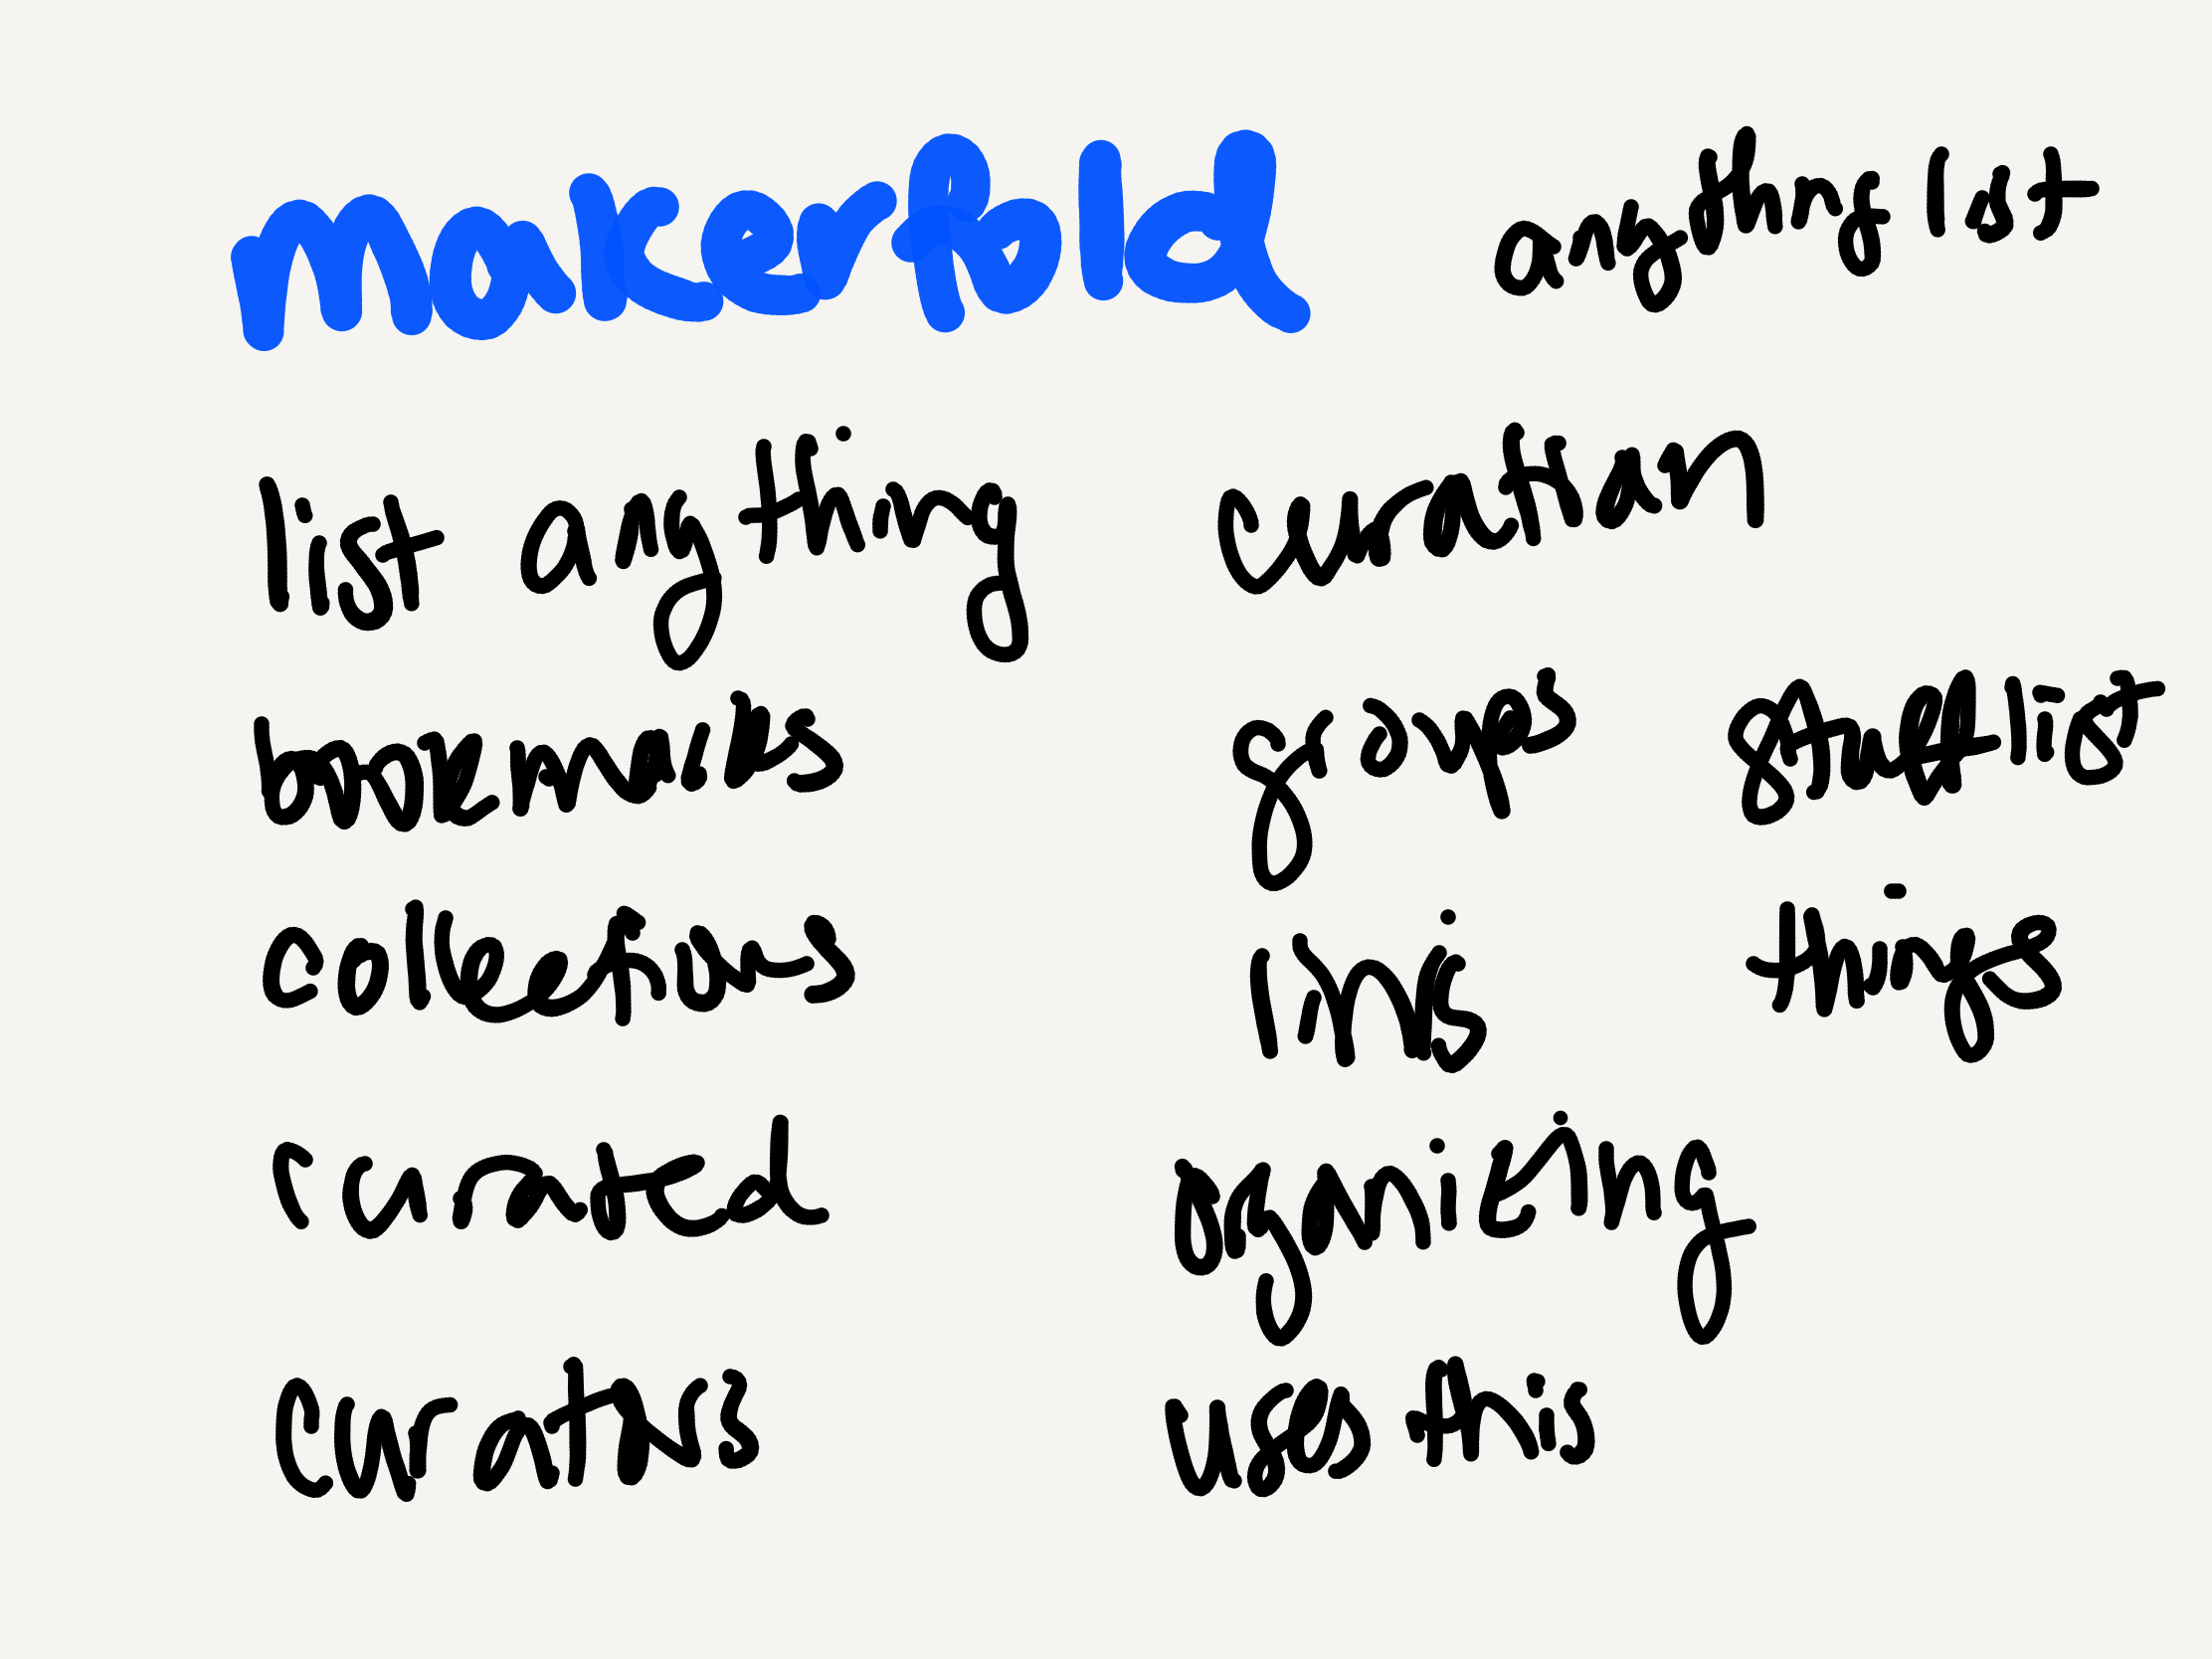 makerfold
anything list
list anything
curation
bookmarks
groups
stufflist
collections
links
things
curated
organizing
curators
uses this